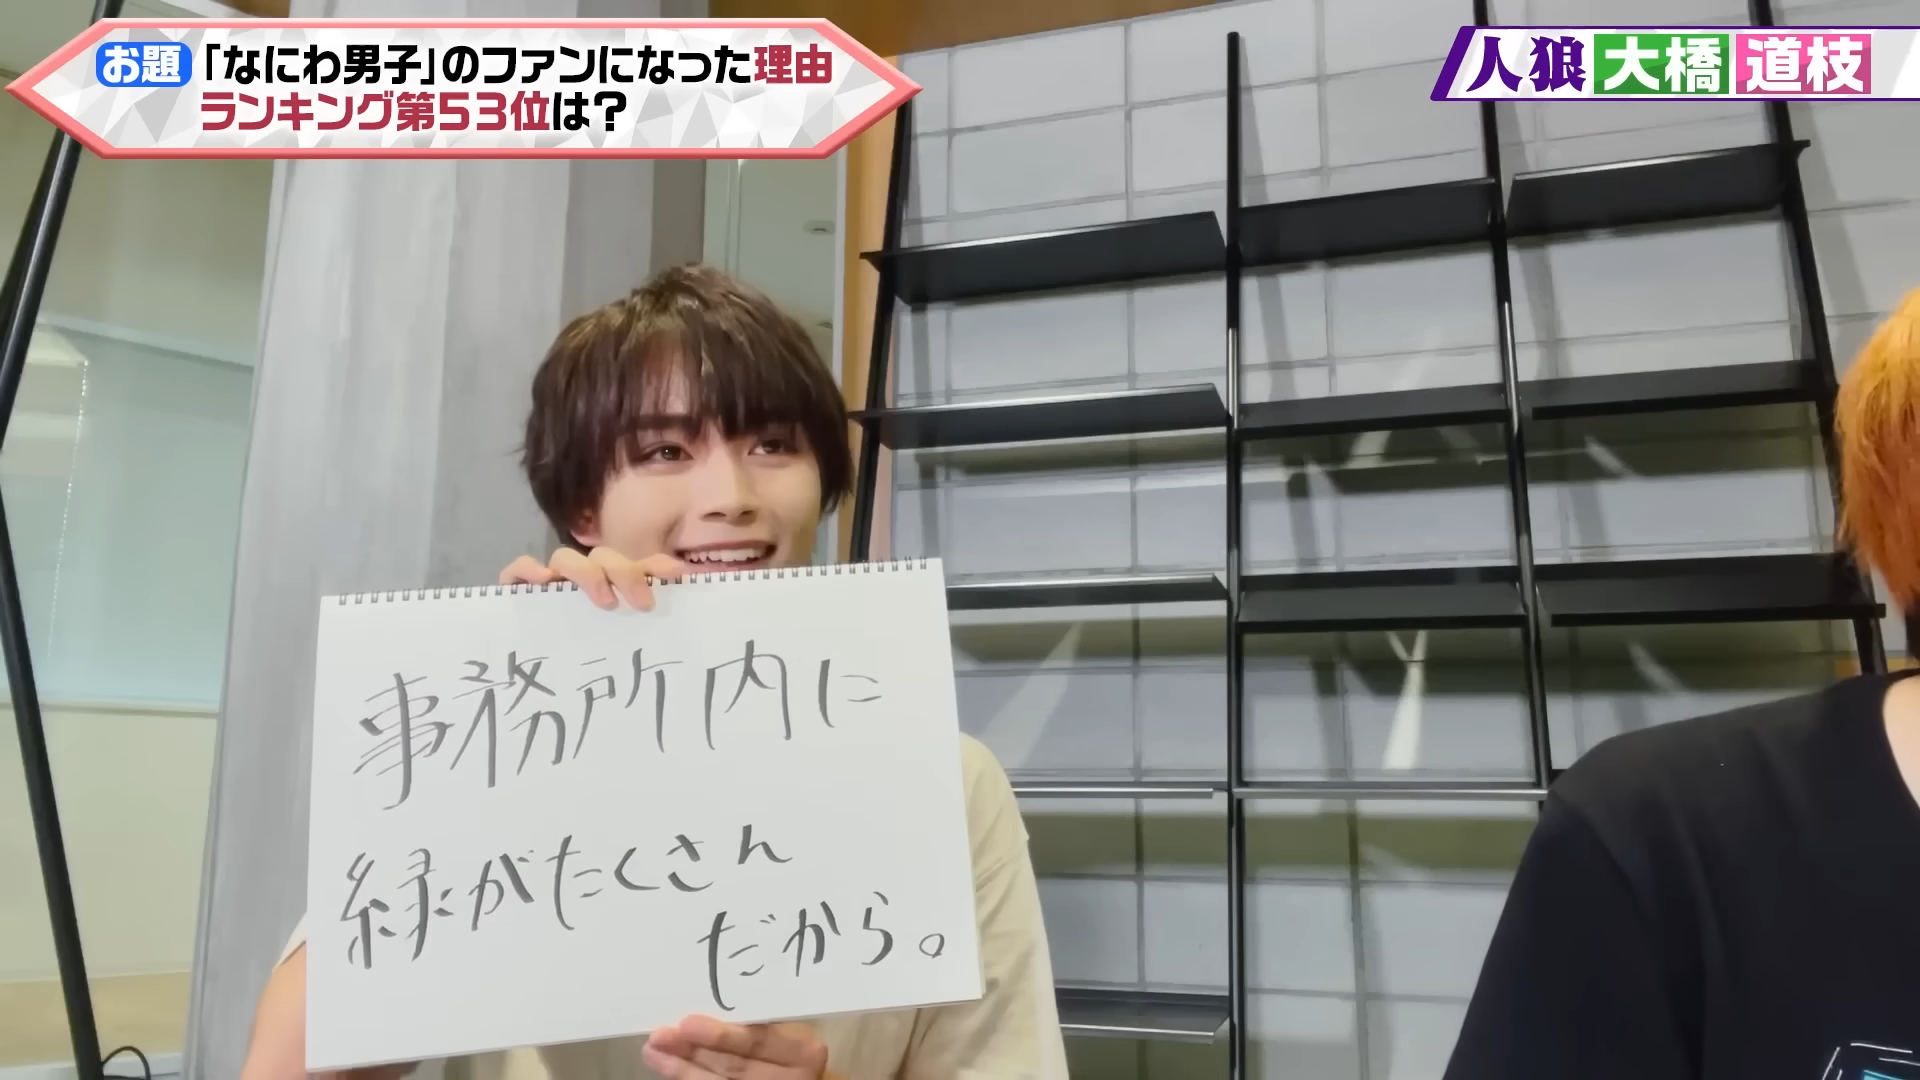 お題 「なにわ男子」のファンになった理由
ランキング第53位は？
人狼 大橋 道枝
事務所内に
緑がたくさん
だから。